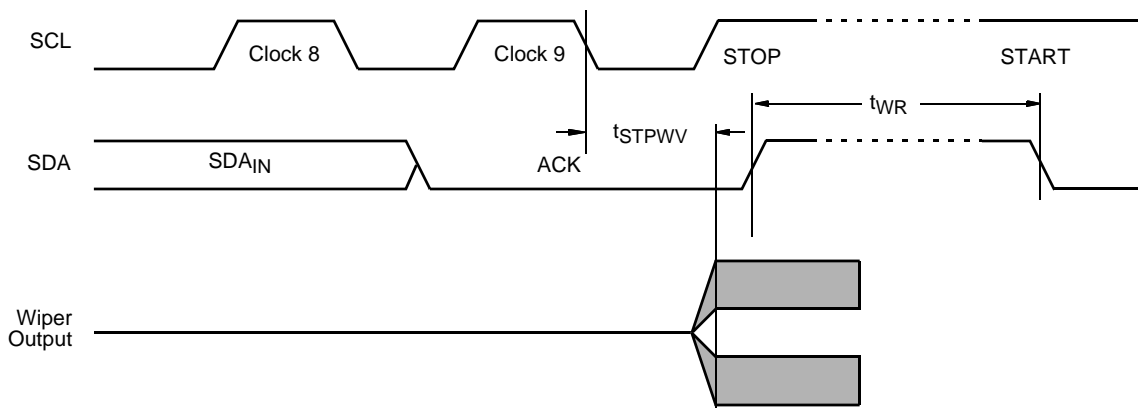 SCL
Clock 8
Clock 9
STOP
START
tWR
tSTPWV
SDA
SDAIN
ACK
Wiper
Output